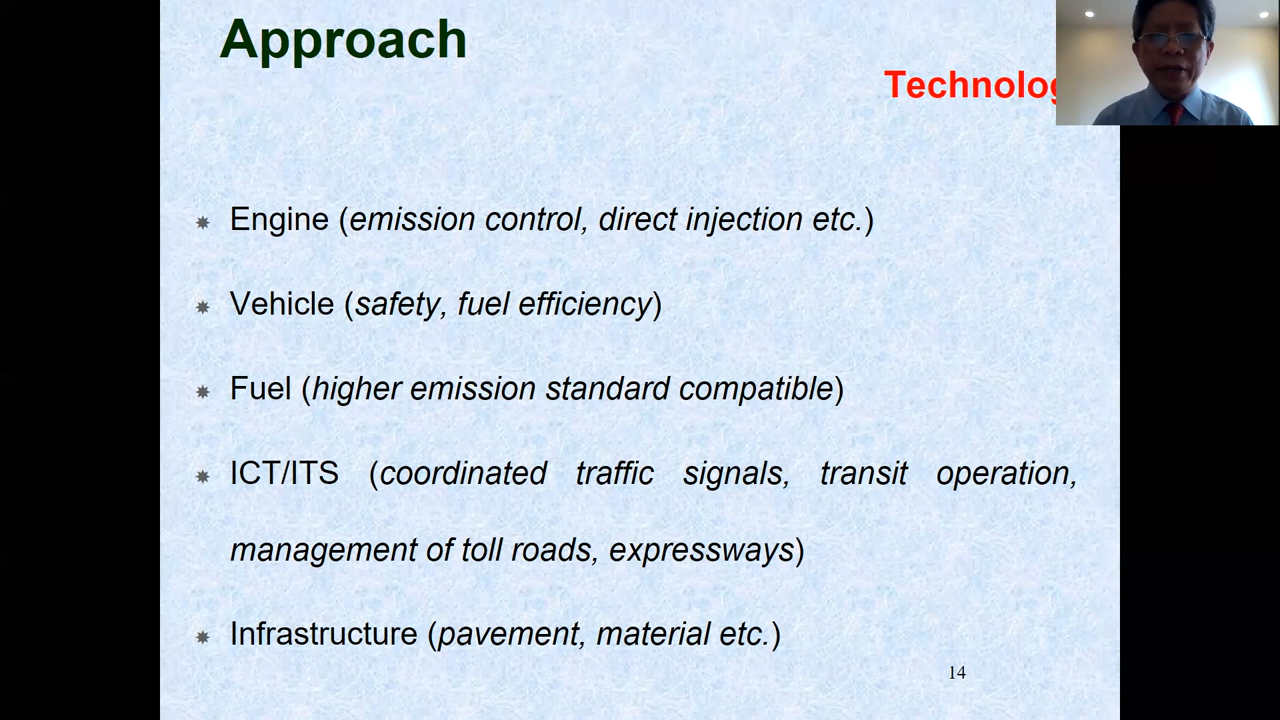 Approach
Technolog
Engine (emission control, direct injection etc.)
Vehicle (safety, fuel efficiency)
Fuel (higher emission standard compatible)
ICT/ITS (coordinated traffic signals, transit operation,
management of toll roads, expressways)
Infrastructure (pavement, material etc.)
14